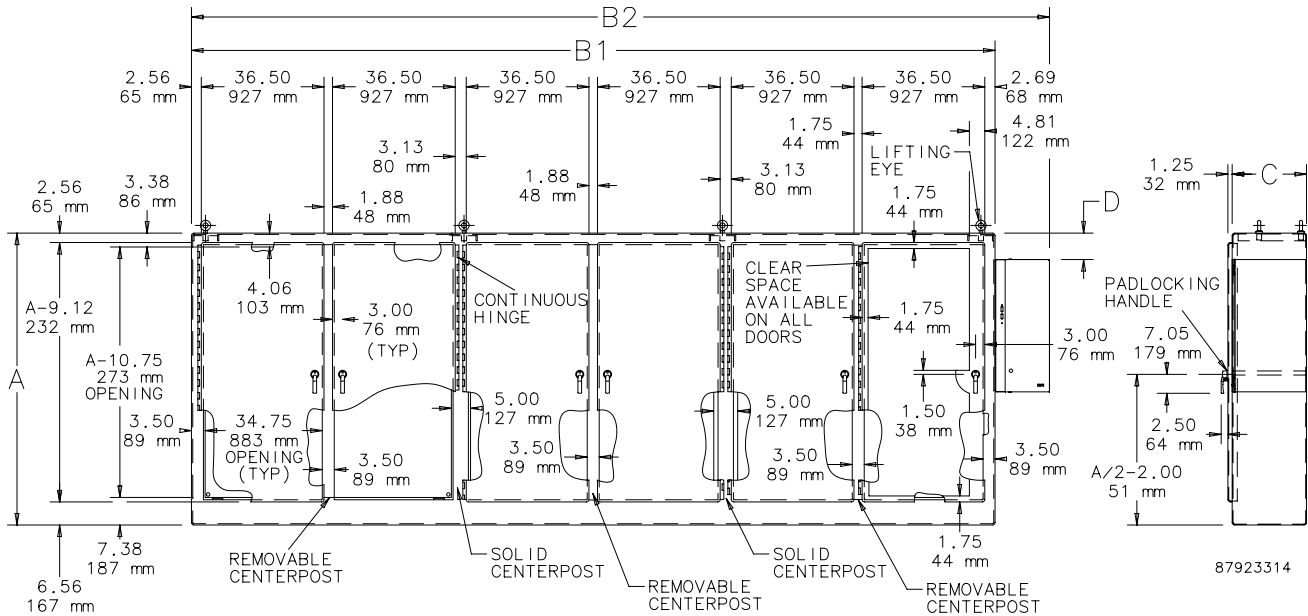 B2
B1
2.56
65 mm
36.50
927 mm
36.50
927 mm
36.50
927 mm
36.50
927 mm
36.50
927 mm
36.50
927 mm
2.69
68 mm
1.75
44 mm
4.81
122 mm
LIFTING
EYE
3.13
80 mm
3.13
80 mm
1.88
48 mm
1.88
48 mm
1.75
44 mm
2.56
65 mm
3.38
86 mm
1.25
32 mm
C
D
A-9.12
232 mm
A-10.75
273 mm
OPENING
A
4.06
103 mm
3.00
76 mm
(TYP)
CONTINUOUS
HINGE
CLEAR
SPACE
AVAILABLE
ON ALL
DOORS
1.75
44 mm
3.00
76 mm
PADLOCKING
HANDLE
7.05
179 mm
3.50
89 mm
34.75
883 mm
OPENING
(TYP)
3.50
89 mm
5.00
127 mm
3.50
89 mm
5.00
127 mm
3.50
89 mm
1.50
38 mm
3.50
89 mm
2.50
64 mm
A/2-2.00
51 mm
7.38
187 mm
6.56
167 mm
REMOVABLE
CENTERPOST
SOLID
CENTERPOST
REMOVABLE
CENTERPOST
SOLID
CENTERPOST
REMOVABLE
CENTERPOST
1.75
44 mm
87923314